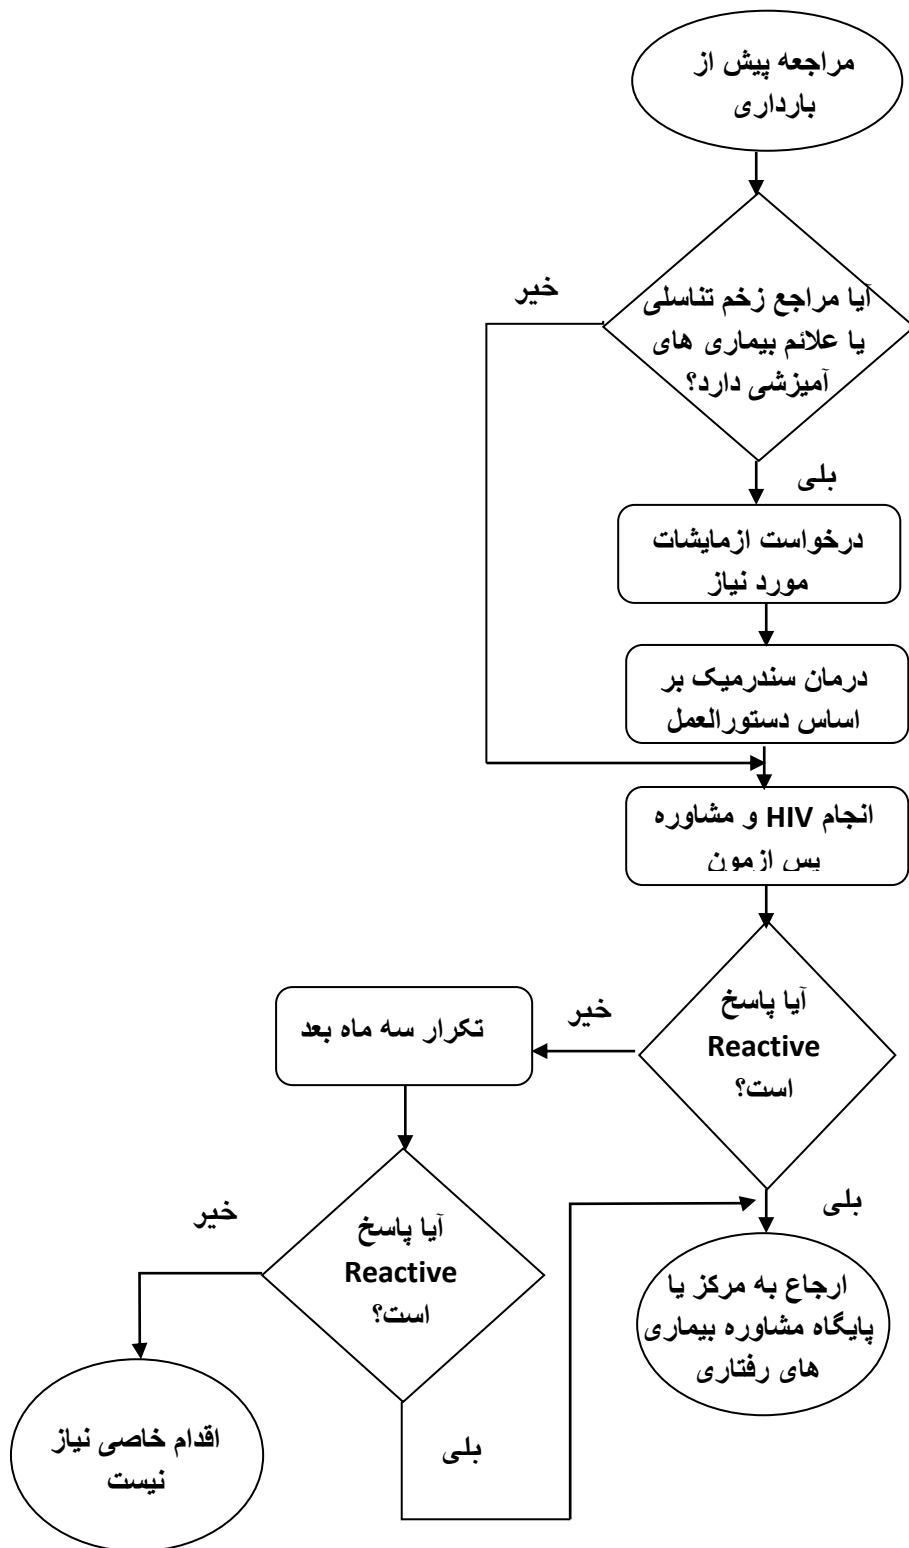 مراجعه پیش از
بارداری
آیا مراجع زخم تناسلی
یا علائم بیماری های
آمیزشی دارد؟
خیر
بلی
درخواست ازمایشات
مورد نیاز
درمان سندرمیک بر
اساس دستورالعمل
انجام HIV و مشاوره
پس ازمون
آیا پاسخ
Reactive
است؟
خیر
تکرار سه ماه بعد
بلی
آیا پاسخ
Reactive
است؟
خیر
بلی
ارجاع به مرکز یا
پایگاه مشاوره بیماری
های رفتاری
اقدام خاصی نیاز
نیست